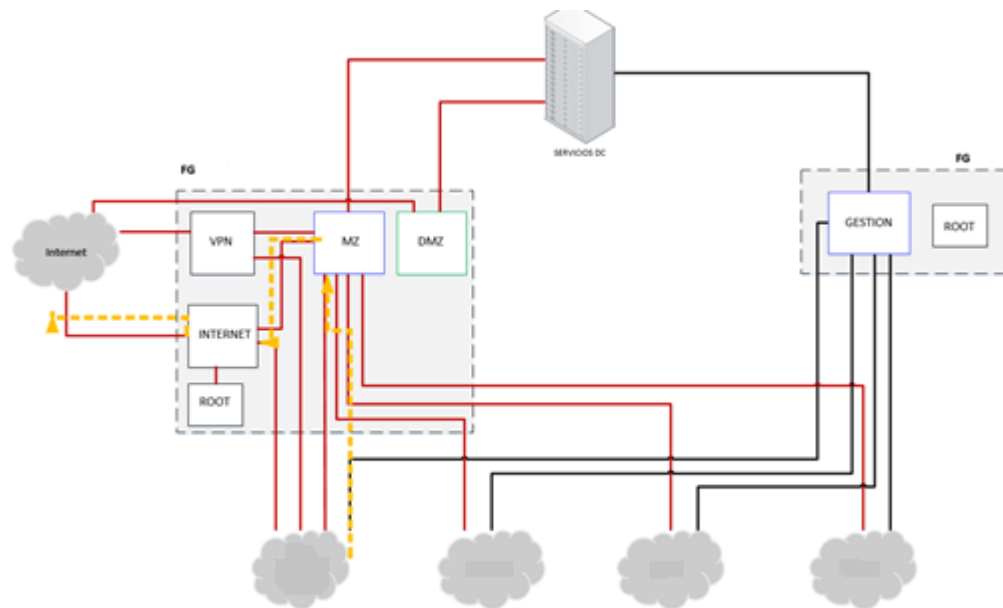 SERVICIOS DC
FG
FG
VPN
MZ
DMZ
GESTION
ROOT
Internet
INTERNET
ROOT